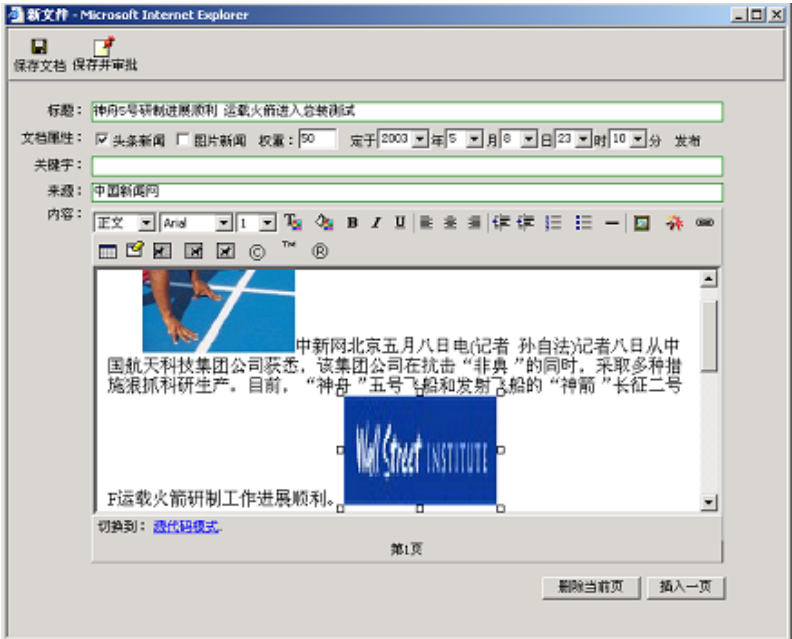 新文件 - Microsoft Internet Explorer
保存文档 保存并审批
标题： 神舟5号研制进展顺利 运载火箭进入总装测试
文档属性： 头条新闻 图片新闻 权重：50 定于2003年5月8日23时10分 发布
关键字：
来源： 中国新闻网
内容： 正文 Arial 1 B I U
© ™ ®
中新网北京五月八日电(记者 孙自法)记者八日从中
国航天科技集团公司获悉，该集团公司在抗击“非典”的同时，采取多种措
施狠抓科研生产。目前，“神舟”五号飞船和发射飞船的“神箭”长征二号
Wall Street INSTITUTE
F运载火箭研制工作进展顺利。
切换到： 源代码模式.
第1页
删除当前页 插入一页